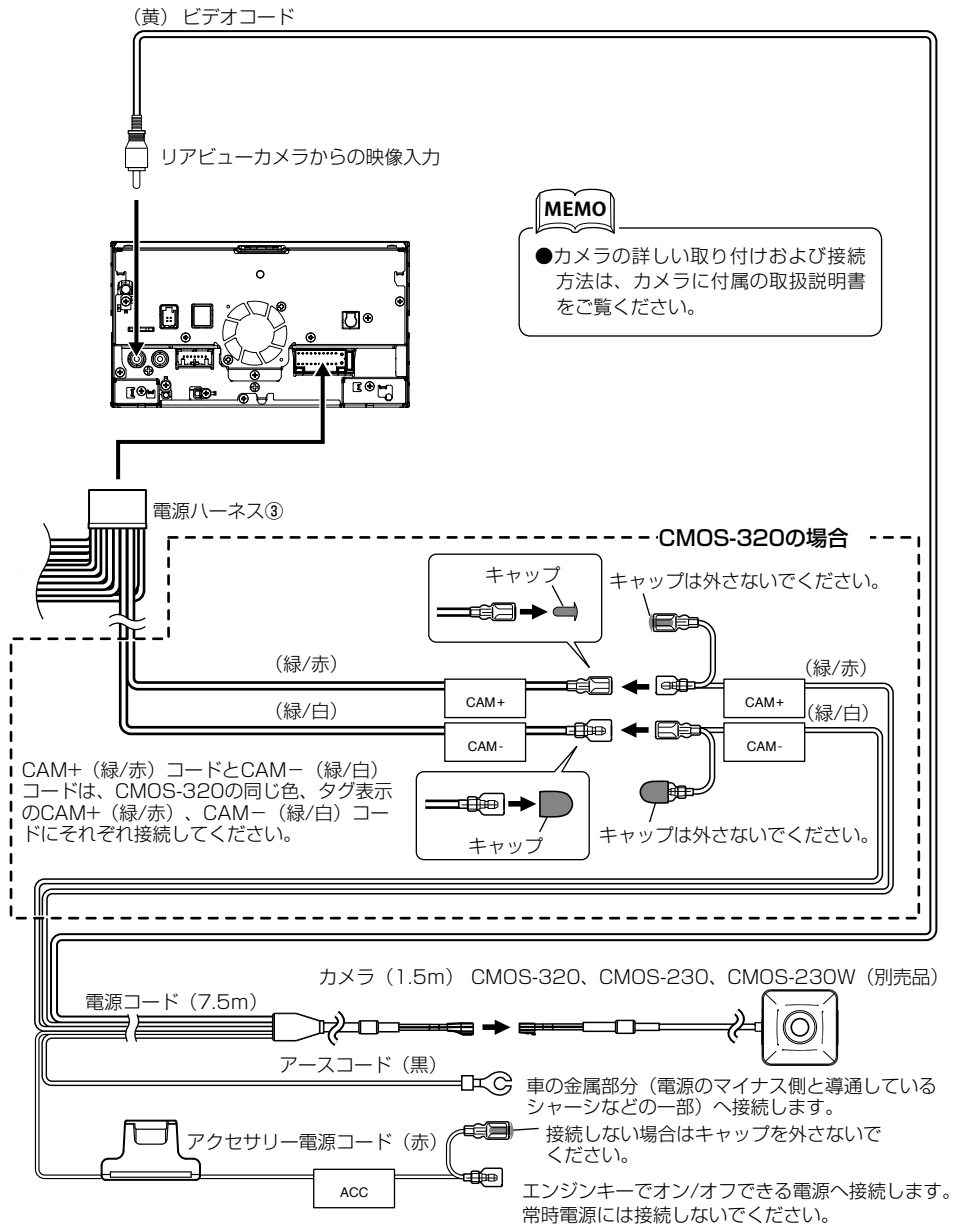 （黄） ビデオコード
リアビューカメラからの映像入力
MEMO
●カメラの詳しい取り付けおよび接続
方法は、カメラに付属の取扱説明書
をご覧ください。
電源ハーネス③
CMOS-320の場合
キャップ
キャップは外さないでください。
（緑/赤）
（緑/赤）
CAM+
CAM+
（緑/白）
（緑/白）
CAM-
CAM-
CAM+（緑/赤）コードとCAM−（緑/白）
コードは、CMOS-320の同じ色、タグ表示
のCAM+（緑/赤）、CAM−（緑/白）コー
ドにそれぞれ接続してください。
キャップ
キャップは外さないでください。
カメラ（1.5m） CMOS-320、CMOS-230、CMOS-230W（別売品）
電源コード（7.5m）
アースコード（黒）
車の金属部分（電源のマイナス側と導通している
シャーシなどの一部）へ接続します。
アクセサリー電源コード（赤）
接続しない場合はキャップを外さないで
ください。
ACC
エンジンキーでオン/オフできる電源へ接続します。
常時電源には接続しないでください。